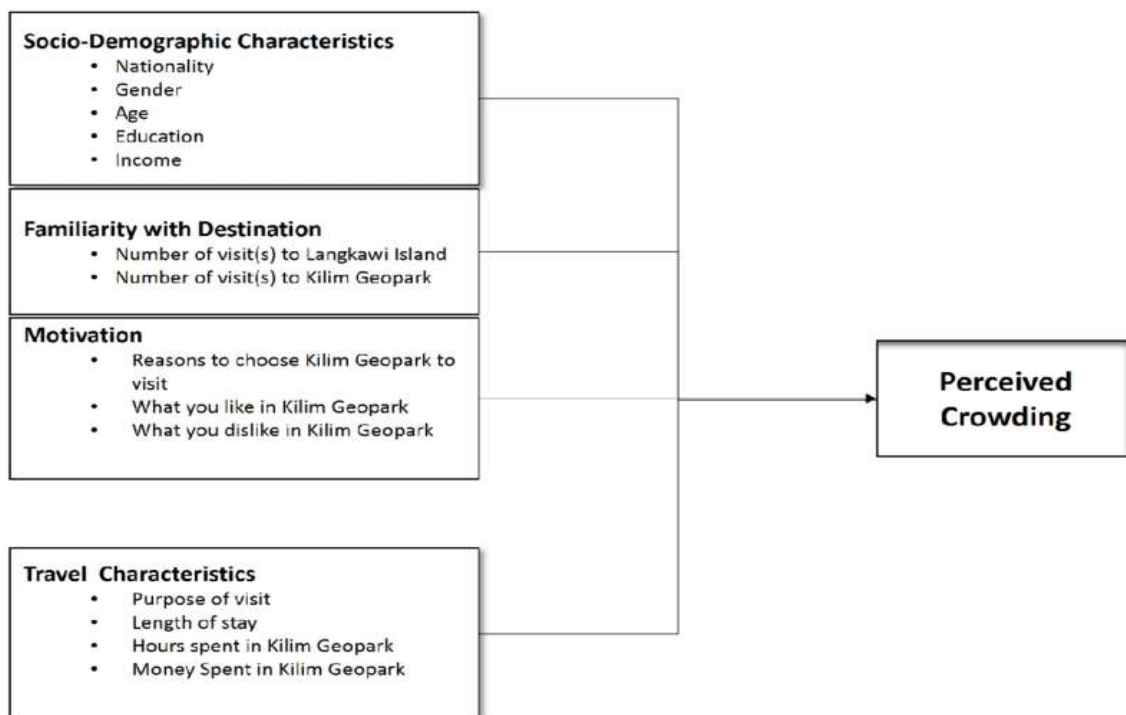 Socio-Demographic Characteristics
• Nationality
• Gender
• Age
• Education
• Income
Familiarity with Destination
• Number of visit(s) to Langkawi Island
• Number of visit(s) to Kilim Geopark
Motivation
• Reasons to choose Kilim Geopark to
visit
• What you like in Kilim Geopark
• What you dislike in Kilim Geopark
Travel Characteristics
• Purpose of visit
• Length of stay
• Hours spent in Kilim Geopark
• Money Spent in Kilim Geopark
Perceived
Crowding